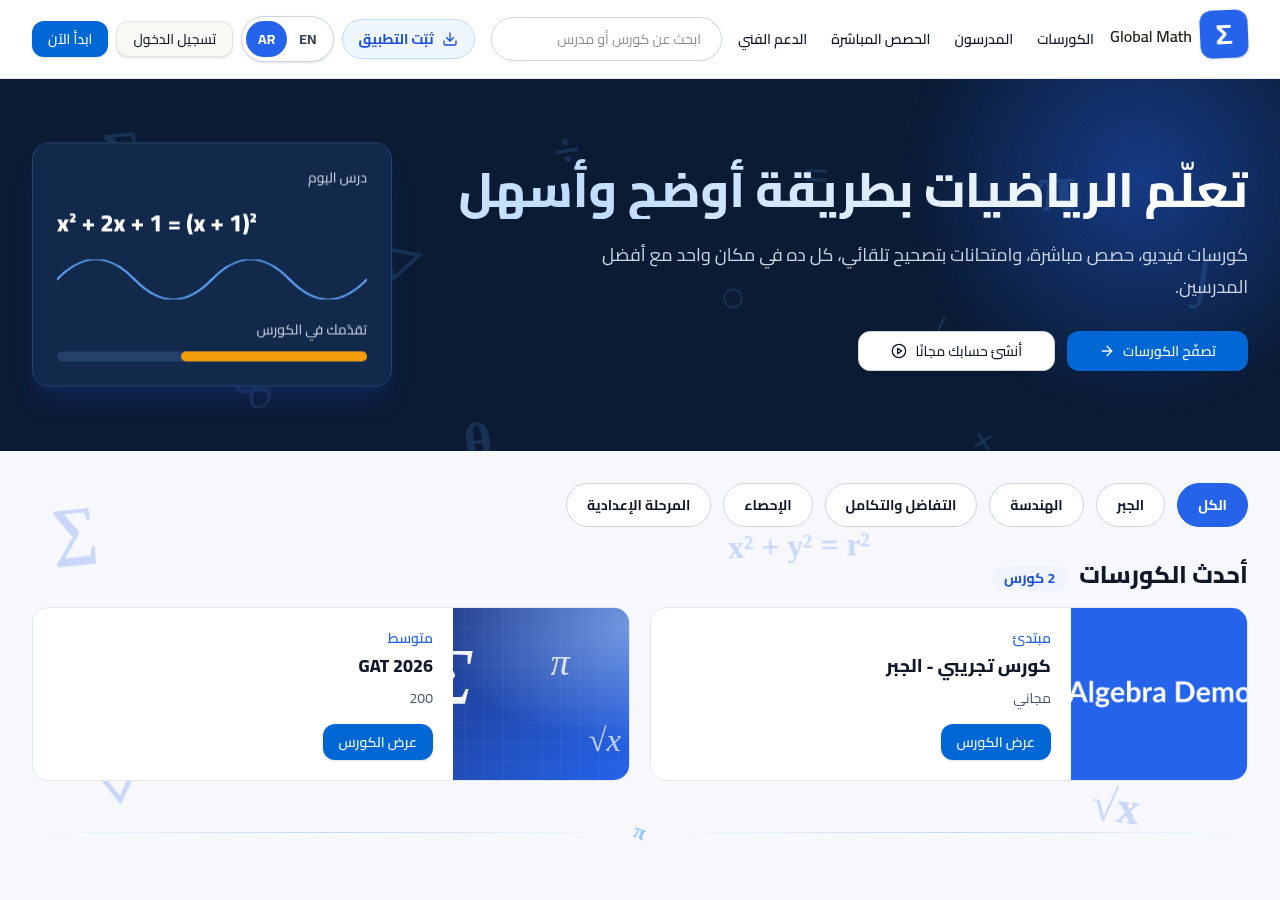 Σ
Global Math
الكورسات
المدرسون
الحصص المباشرة
الدعم الفني
ابحث عن كورس أو مدرس
ثبّت التطبيق
EN
AR
تسجيل الدخول
ابدأ الآن
تعلّم الرياضيات بطريقة أوضح وأسهل
كورسات فيديو، حصص مباشرة، وامتحانات بتصحيح تلقائي، كل ده في مكان واحد مع أفضل
المدرسين.
تصفّح الكورسات
أنشئ حسابك مجانًا
درس اليوم
x² + 2x + 1 = (x + 1)²
تقدّمك في الكورس
π
÷
=
∫
θ
×
∞
الكل
الجبر
الهندسة
التفاضل والتكامل
الإحصاء
المرحلة الإعدادية
Σ
x² + y² = r²
أحدث الكورسات
2 كورس
Algebra Demo
مبتدئ
كورس تجريبي - الجبر
مجاني
عرض الكورس
π
Σ
√x
متوسط
GAT 2026
200
عرض الكورس
√x
π